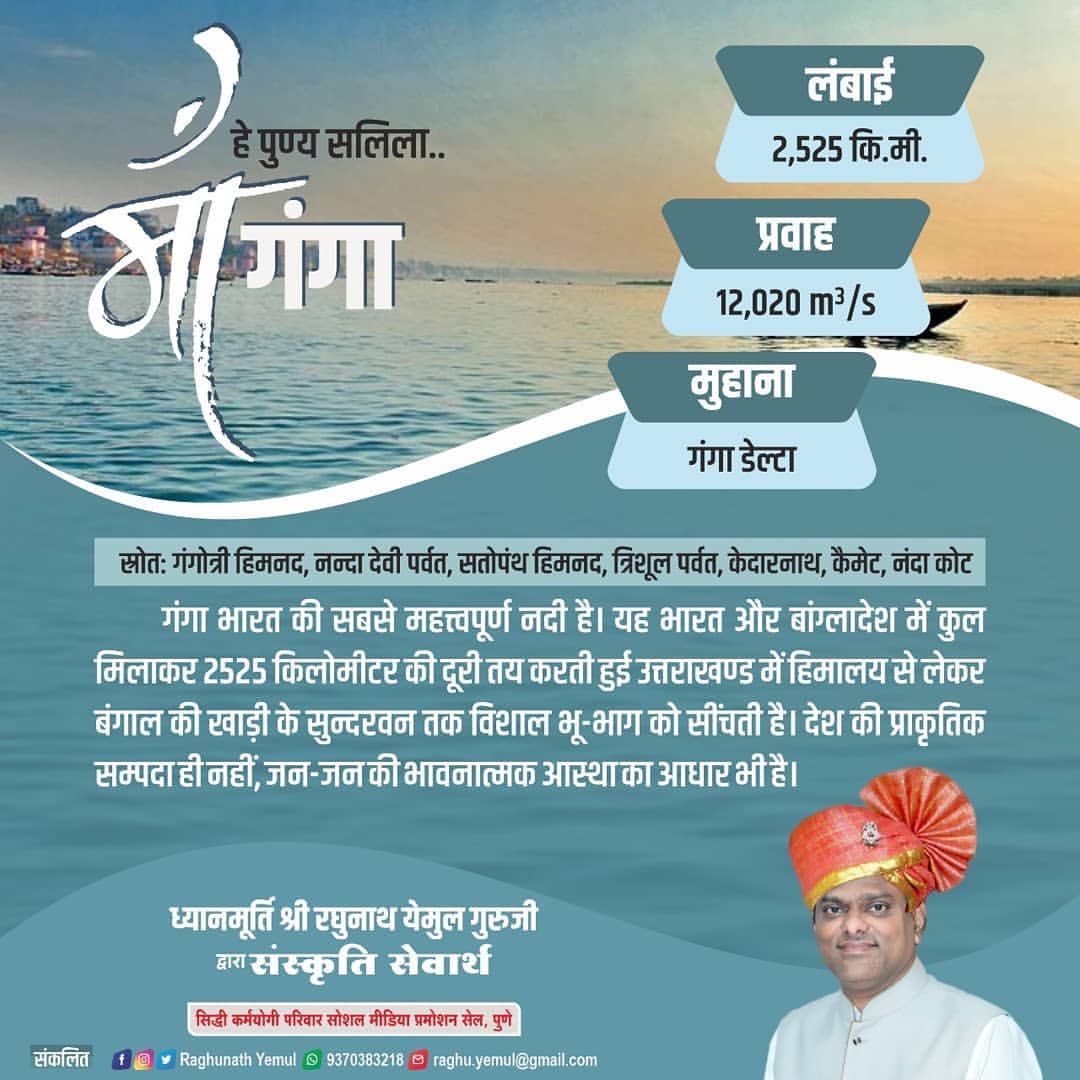 हे पुण्य सलिला..
माँ गंगा
लंबाई
2,525 कि.मी.
प्रवाह
12,020 m³/s
मुहाना
गंगा डेल्टा
स्रोत: गंगोत्री हिमनद, नन्दा देवी पर्वत, सतोपंथ हिमनद, त्रिशूल पर्वत, केदारनाथ, कैमेट, नंदा कोट
गंगा भारत की सबसे महत्त्वपूर्ण नदी है। यह भारत और बांग्लादेश में कुल
मिलाकर 2525 किलोमीटर की दूरी तय करती हुई उत्तराखण्ड में हिमालय से लेकर
बंगाल की खाड़ी के सुन्दरवन तक विशाल भू-भाग को सींचती है। देश की प्राकृतिक
सम्पदा ही नहीं, जन-जन की भावनात्मक आस्था का आधार भी है।
ध्यानमूर्ति श्री रघुनाथ येमुल गुरुजी
द्वारा संस्कृति सेवार्थ
सिद्धी कर्मयोगी परिवार सोशल मीडिया प्रमोशन सेल, पुणे
संकलित Raghunath Yemul 9370383218 raghu.yemul@gmail.com